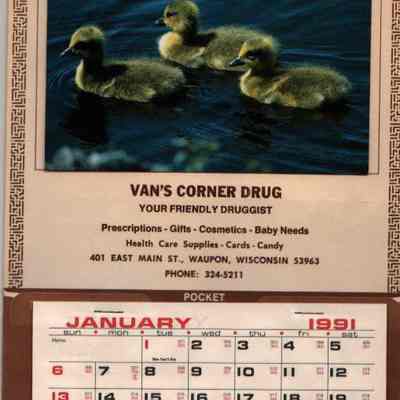 VAN'S CORNER DRUG
YOUR FRIENDLY DRUGGIST
Prescriptions - Gifts - Cosmetics - Baby Needs
Health Care Supplies - Cards - Candy
401 EAST MAIN ST., WAUPON, WISCONSIN 53963
PHONE: 324-5211
POCKET
JANUARY 1991
sun • mon • tue • wed • thu • fri • sat
1 2 3 4 5
New Year's Day
6 7 8 9 10 11 12
13 14 15 16 17 18 19